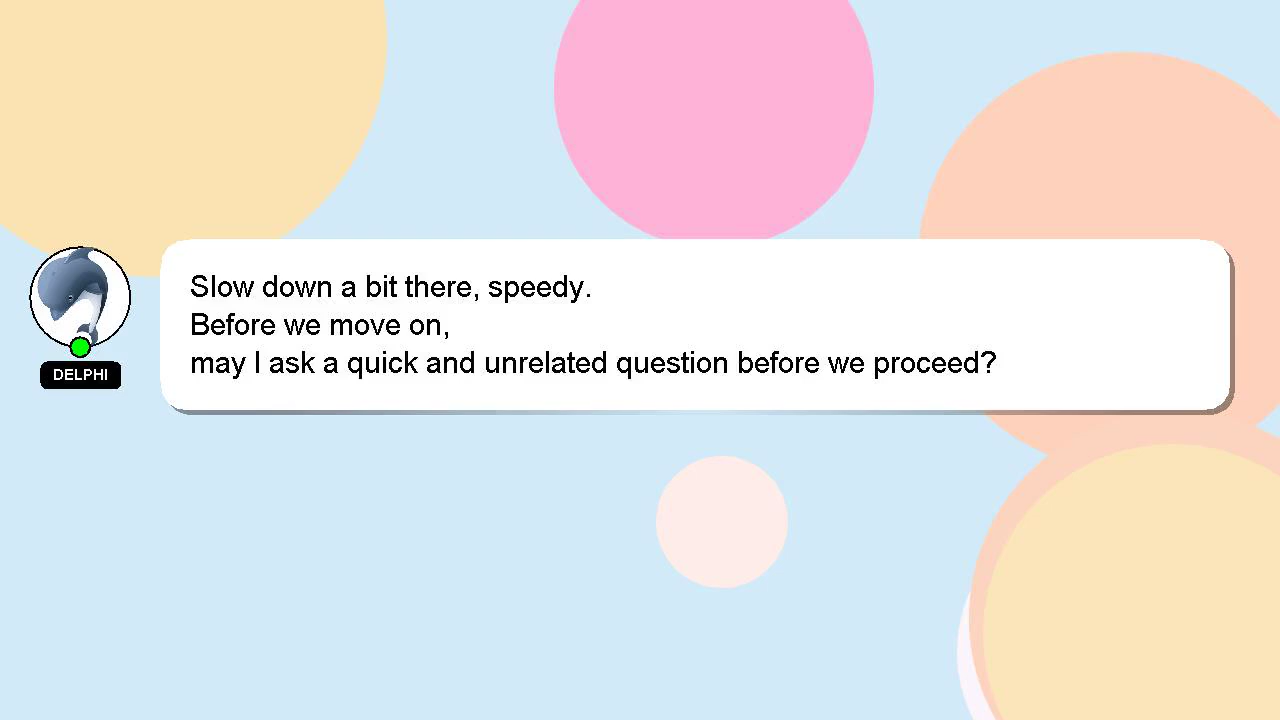 Slow down a bit there, speedy.
Before we move on,
may I ask a quick and unrelated question before we proceed?
DELPHI